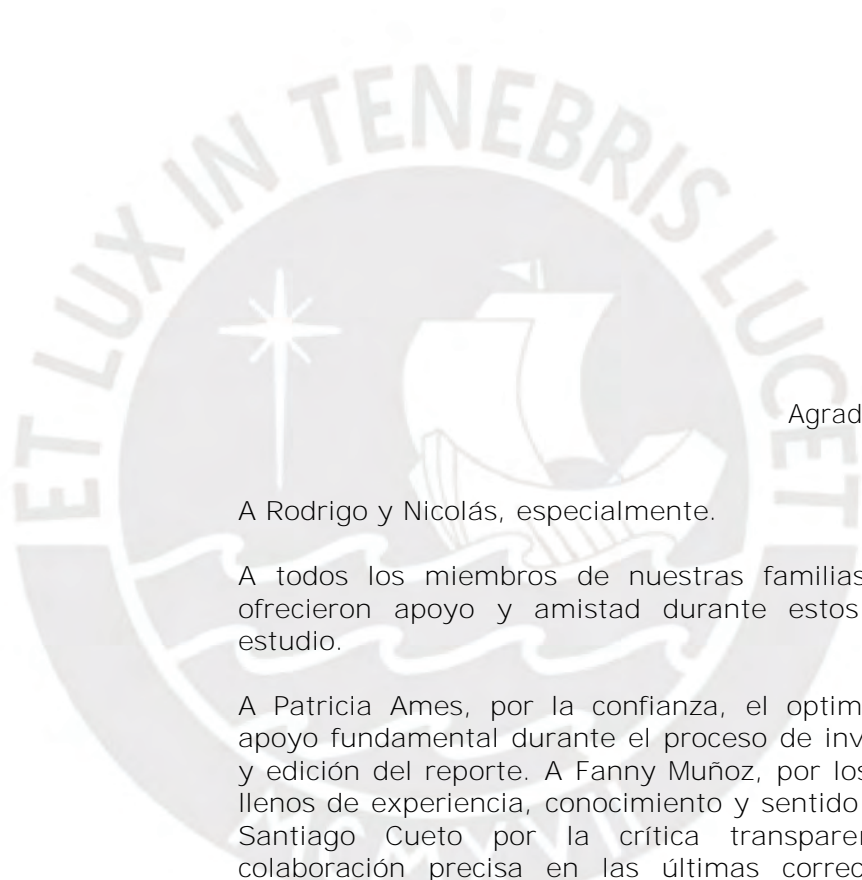 ET LUX IN TENEBRIS LUCET
MCMXVII
Agrad
A Rodrigo y Nicolás, especialmente.
A todos los miembros de nuestras familias
ofrecieron apoyo y amistad durante estos
estudio.
A Patricia Ames, por la confianza, el optim
apoyo fundamental durante el proceso de inv
y edición del reporte. A Fanny Muñoz, por los
llenos de experiencia, conocimiento y sentido
Santiago Cueto por la crítica transparen
colaboración precisa en las últimas correc